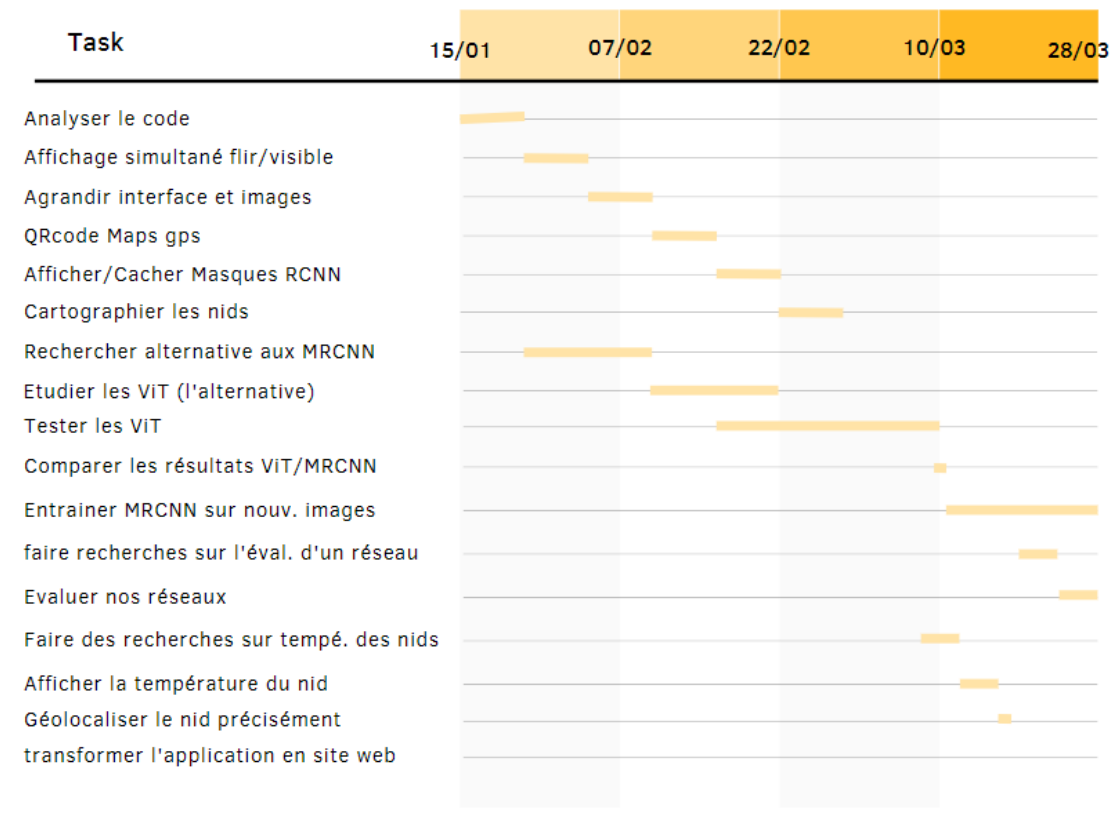 Task
15/01 07/02 22/02 10/03 28/03
Analyser le code
Affichage simultané flir/visible
Agrandir interface et images
QRcode Maps gps
Afficher/Cacher Masques RCNN
Cartographier les nids
Rechercher alternative aux MRCNN
Etudier les ViT (l'alternative)
Tester les ViT
Comparer les résultats ViT/MRCNN
Entrainer MRCNN sur nouv. images
faire recherches sur l'éval. d'un réseau
Evaluer nos réseaux
Faire des recherches sur tempé. des nids
Afficher la température du nid
Géolocaliser le nid précisément
transformer l'application en site web